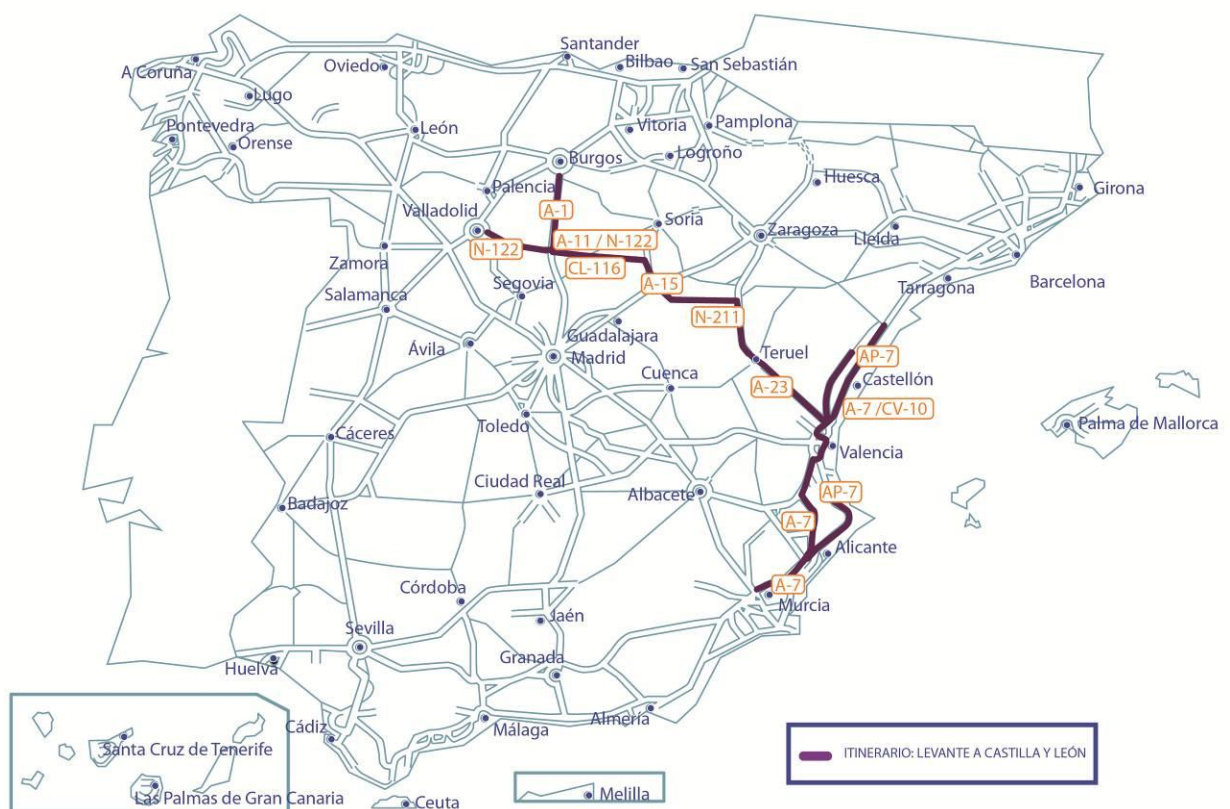 Santander
Bilbao
San Sebastián
A Coruña
Oviedo
Lugo
Pontevedra
Orense
León
Vitoria
Pamplona
Burgos
Logroño
Huesca
Girona
Palencia
Valladolid
A-1
Soria
Zaragoza
Lleida
Barcelona
Tarragona
N-122
A-11 / N-122
CL-116
A-15
N-211
Zamora
Segovia
Salamanca
Ávila
Guadalajara
Madrid
Teruel
AP-7
Castellón
Cuenca
A-23
A-7 /CV-10
Toledo
Palma de Mallorca
Cáceres
Valencia
Ciudad Real
Albacete
AP-7
Badajoz
A-7
Alicante
A-7
Murcia
Córdoba
Jaén
Sevilla
Huelva
Granada
Cádiz
Málaga
Almería
Santa Cruz de Tenerife
Las Palmas de Gran Canaria
Ceuta
Melilla
ITINERARIO: LEVANTE A CASTILLA Y LEÓN